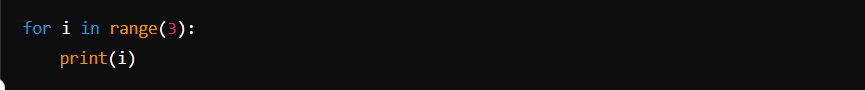 for i in range(3):
    print(i)